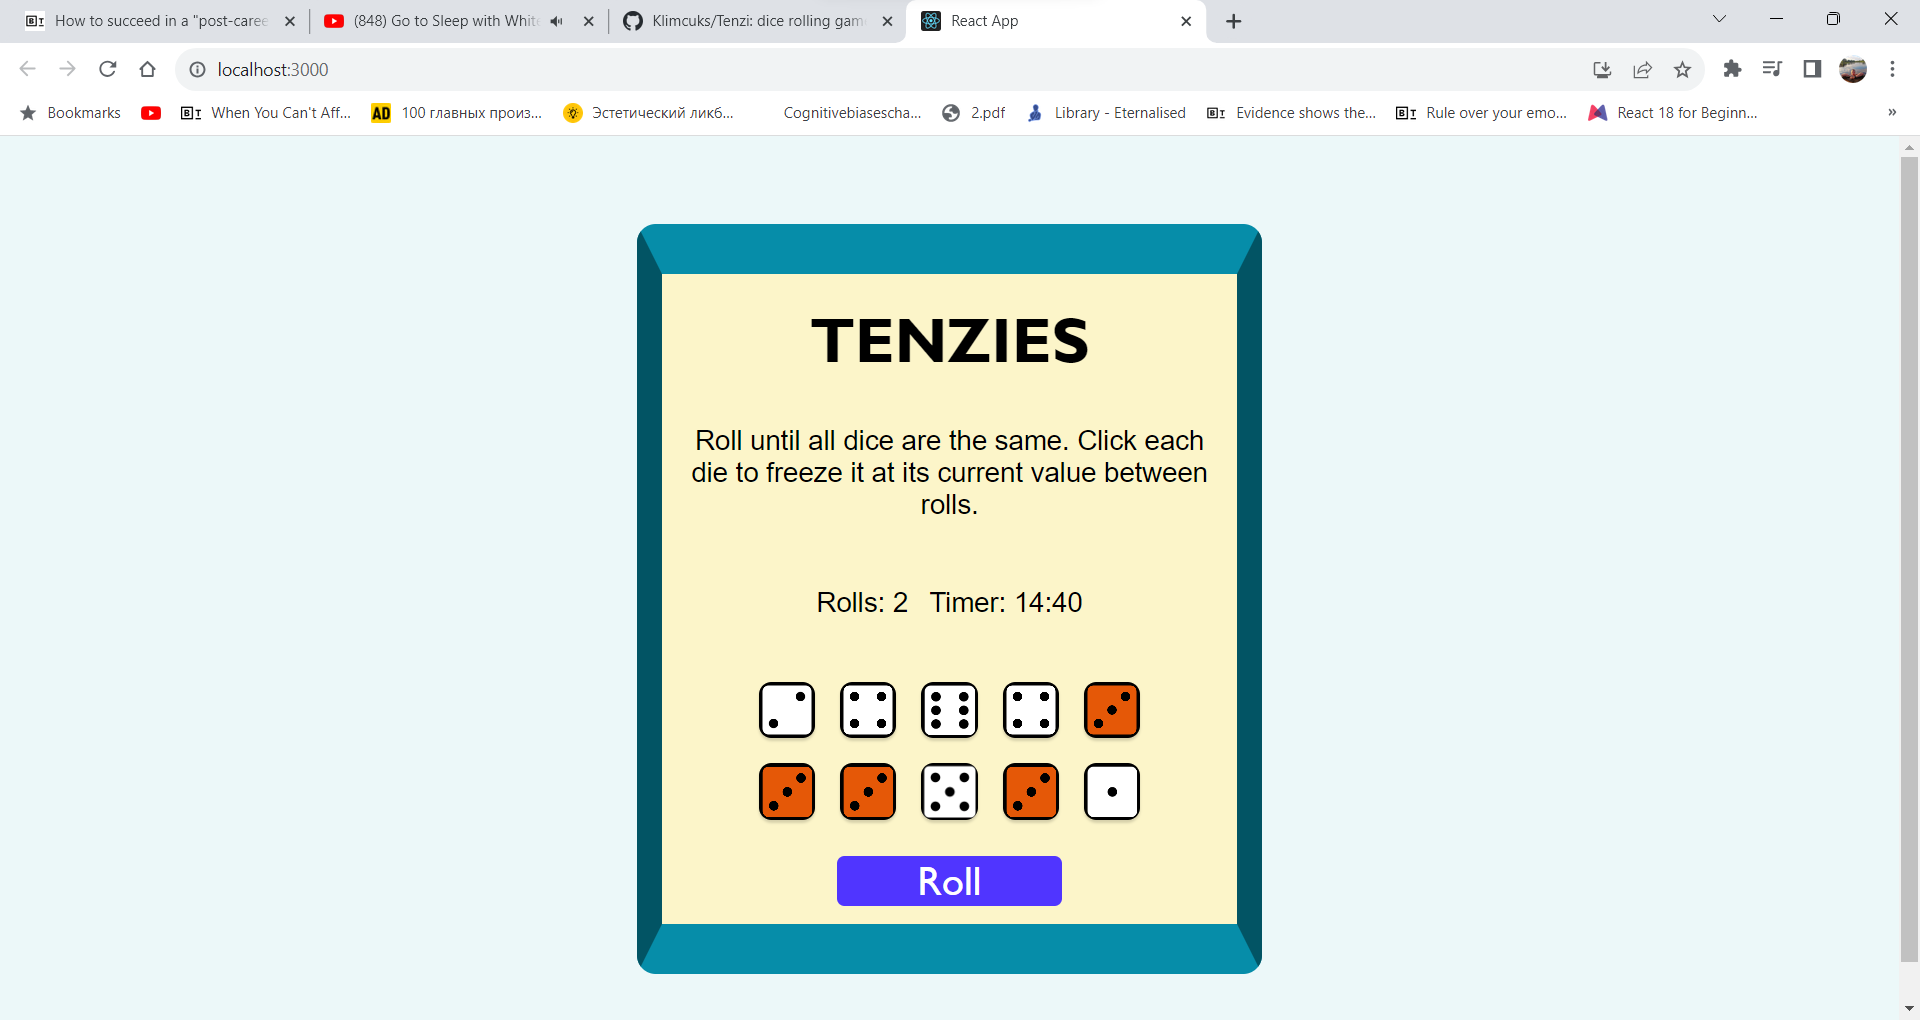 How to succeed in a "post-caree
(848) Go to Sleep with White
Klimcuks/Tenzi: dice rolling gam
React App
localhost:3000
Bookmarks
When You Can't Aff...
AD
100 главных произ...
Эстетический ликб...
Cognitivebiasescha...
2.pdf
Library - Eternalised
Evidence shows the...
Rule over your emo...
React 18 for Beginn...
TENZIES
Roll until all dice are the same. Click each
die to freeze it at its current value between
rolls.
Rolls: 2 Timer: 14:40
Roll